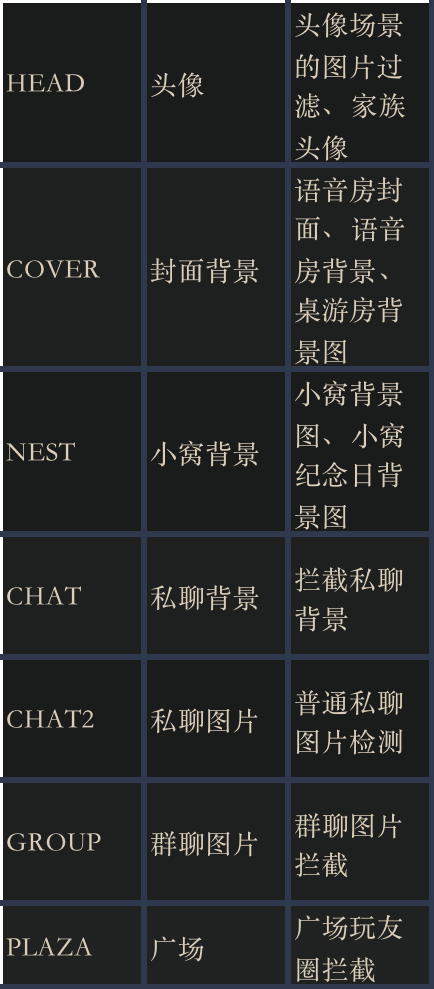 HEAD
头像
头像场景
的图片过
滤、家族
头像
COVER
封面背景
语音房封
面、语音
房背景、
桌游房背
景图
NEST
小窝背景
小窝背景
图、小窝
纪念日背
景图
CHAT
私聊背景
拦截私聊
背景
CHAT2
私聊图片
普通私聊
图片检测
GROUP
群聊图片
群聊图片
拦截
PLAZA
广场
广场玩友
圈拦截